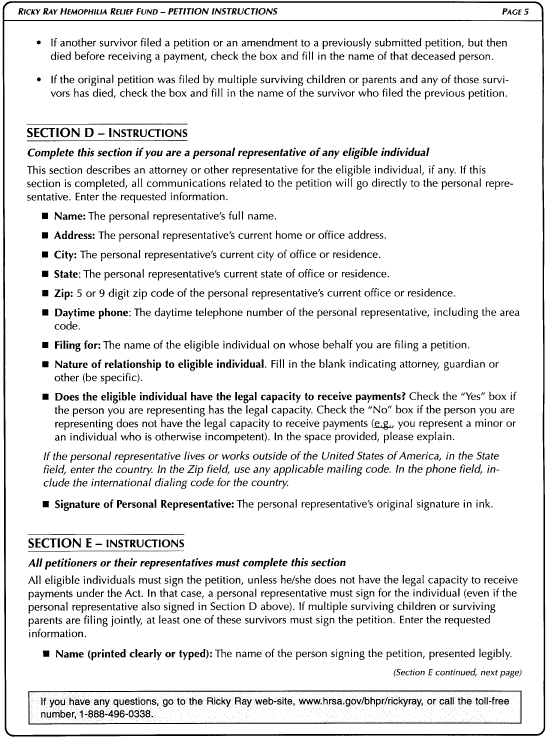 RICKY RAY HEMOPHILIA RELIEF FUND – PETITION INSTRUCTIONS PAGE 5
• If another survivor filed a petition or an amendment to a previously submitted petition, but then
died before receiving a payment, check the box and fill in the name of that deceased person.
• If the original petition was filed by multiple surviving children or parents and any of those survi-
vors has died, check the box and fill in the name of the survivor who filed the previous petition.
SECTION D – INSTRUCTIONS
Complete this section if you are a personal representative of any eligible individual
This section describes an attorney or other representative for the eligible individual, if any. If this
section is completed, all communications related to the petition will go directly to the personal repre-
sentative. Enter the requested information.
■ Name: The personal representative's full name.
■ Address: The personal representative's current home or office address.
■ City: The personal representative's current city of office or residence.
■ State: The personal representative's current state of office or residence.
■ Zip: 5 or 9 digit zip code of the personal representative's current office or residence.
■ Daytime phone: The daytime telephone number of the personal representative, including the area
code.
■ Filing for: The name of the eligible individual on whose behalf you are filing a petition.
■ Nature of relationship to eligible individual. Fill in the blank indicating attorney, guardian or
other (be specific).
■ Does the eligible individual have the legal capacity to receive payments? Check the "Yes" box if
the person you are representing has the legal capacity. Check the "No" box if the person you are
representing does not have the legal capacity to receive payments (e.g., you represent a minor or
an individual who is otherwise incompetent). In the space provided, please explain.
If the personal representative lives or works outside of the United States of America, in the State
field, enter the country. In the Zip field, use any applicable mailing code. In the phone field, in-
clude the international dialing code for the country.
■ Signature of Personal Representative: The personal representative's original signature in ink.
SECTION E – INSTRUCTIONS
All petitioners or their representatives must complete this section
All eligible individuals must sign the petition, unless he/she does not have the legal capacity to receive
payments under the Act. In that case, a personal representative must sign for the individual (even if the
personal representative also signed in Section D above). If multiple surviving children or surviving
parents are filing jointly, at least one of these survivors must sign the petition. Enter the requested
information.
■ Name (printed clearly or typed): The name of the person signing the petition, presented legibly.
(Section E continued, next page)
If you have any questions, go to the Ricky Ray web-site, www.hrsa.gov/bhpr/rickyray, or call the toll-free
number, 1-888-496-0338.